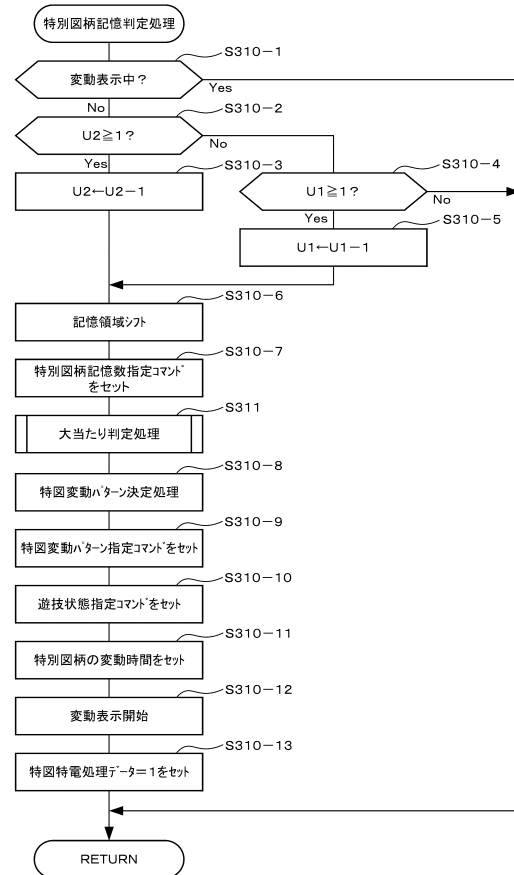 特別図柄記憶判定処理
S310-1
変動表示中?
Yes
No
S310-2
U2≧1?
No
Yes
S310-3
S310-4
U2←U2-1
U1≧1?
No
Yes
S310-5
U1←U1-1
S310-6
記憶領域シフト
S310-7
特別図柄記憶数指定コマンド
をセット
S311
大当たり判定処理
S310-8
特図変動パターン決定処理
S310-9
特図変動パターン指定コマンドをセット
S310-10
遊技状態指定コマンドをセット
S310-11
特別図柄の変動時間をセット
S310-12
変動表示開始
S310-13
特図特電処理データ=1をセット
RETURN